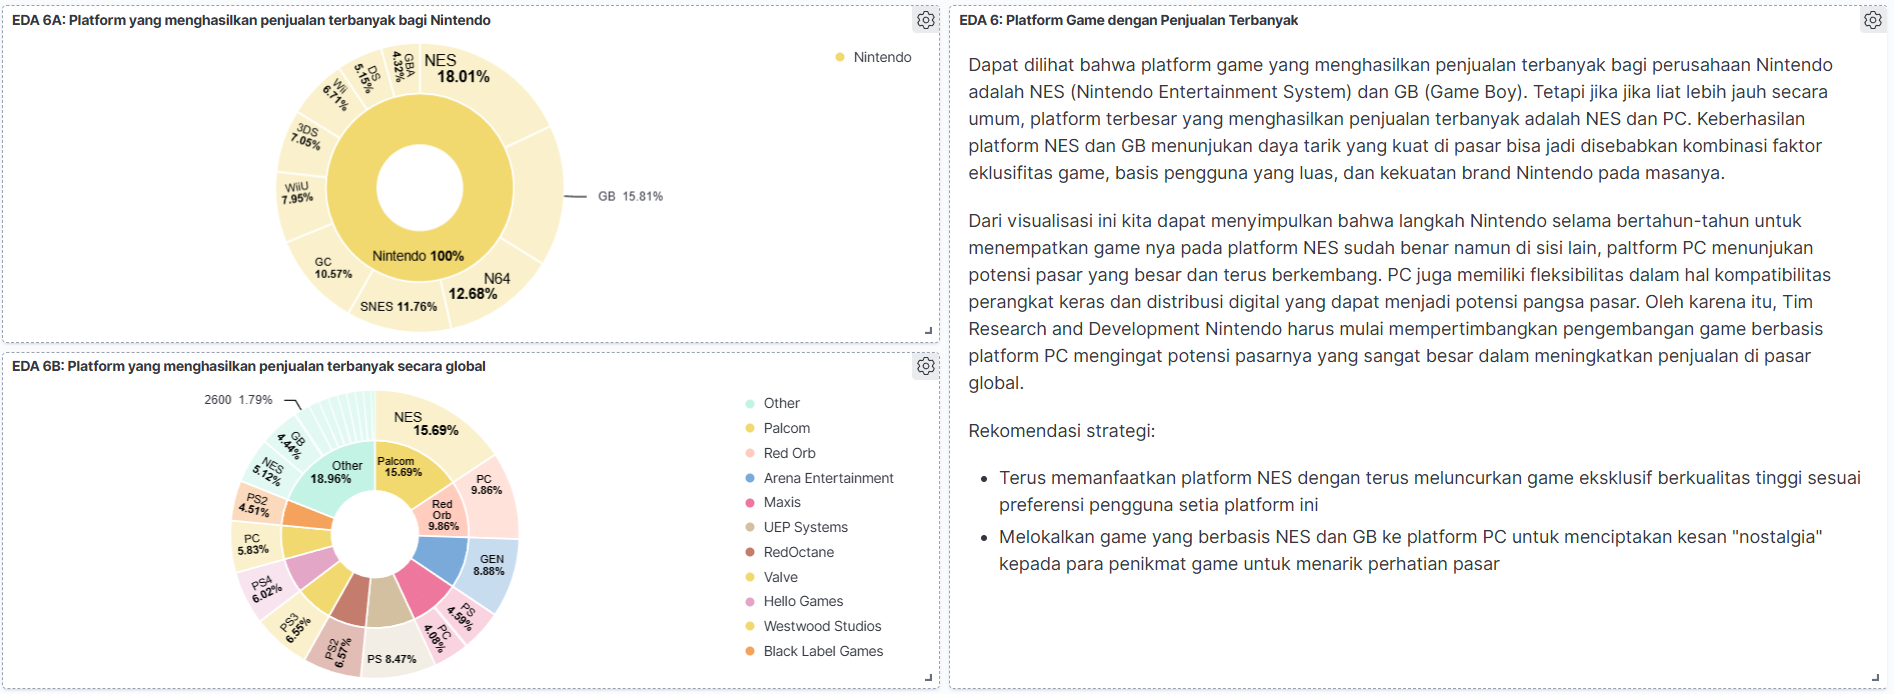 EDA 6A: Platform yang menghasilkan penjualan terbanyak bagi Nintendo
NES
18.01%
GB 15.81%
N64
12.68%
SNES 11.76%
GC
10.57%
WiiU
7.95%
3DS
7.05%
Wii
6.71%
DS
5.15%
GBA
4.32%
Nintendo 100%
Nintendo
EDA 6B: Platform yang menghasilkan penjualan terbanyak secara global
2600 1.79%
NES
15.69%
PC
9.86%
GEN
8.88%
PS
4.59%
PC
4.08%
PS 8.47%
PS2
6.57%
PS3
6.55%
PS4
6.02%
PC
5.83%
PS2
4.51%
NES
5.12%
GB
4.44%
Other
18.96%
Palcom
15.69%
Red
Orb
9.86%
Other
Palcom
Red Orb
Arena Entertainment
Maxis
UEP Systems
RedOctane
Valve
Hello Games
Westwood Studios
Black Label Games
EDA 6: Platform Game dengan Penjualan Terbanyak
Dapat dilihat bahwa platform game yang menghasilkan penjualan terbanyak bagi perusahaan Nintendo
adalah NES (Nintendo Entertainment System) dan GB (Game Boy). Tetapi jika jika liat lebih jauh secara
umum, platform terbesar yang menghasilkan penjualan terbanyak adalah NES dan PC. Keberhasilan
platform NES dan GB menunjukan daya tarik yang kuat di pasar bisa jadi disebabkan kombinasi faktor
eklusifitas game, basis pengguna yang luas, dan kekuatan brand Nintendo pada masanya.
Dari visualisasi ini kita dapat menyimpulkan bahwa langkah Nintendo selama bertahun-tahun untuk
menempatkan game nya pada platform NES sudah benar namun di sisi lain, paltform PC menunjukan
potensi pasar yang besar dan terus berkembang. PC juga memiliki fleksibilitas dalam hal kompatibilitas
perangkat keras dan distribusi digital yang dapat menjadi potensi pangsa pasar. Oleh karena itu, Tim
Research and Development Nintendo harus mulai mempertimbangkan pengembangan game berbasis
platform PC mengingat potensi pasarnya yang sangat besar dalam meningkatkan penjualan di pasar
global.
Rekomendasi strategi:
• Terus memanfaatkan platform NES dengan terus meluncurkan game eksklusif berkualitas tinggi sesuai
preferensi pengguna setia platform ini
• Melokalkan game yang berbasis NES dan GB ke platform PC untuk menciptakan kesan "nostalgia"
kepada para penikmat game untuk menarik perhatian pasar